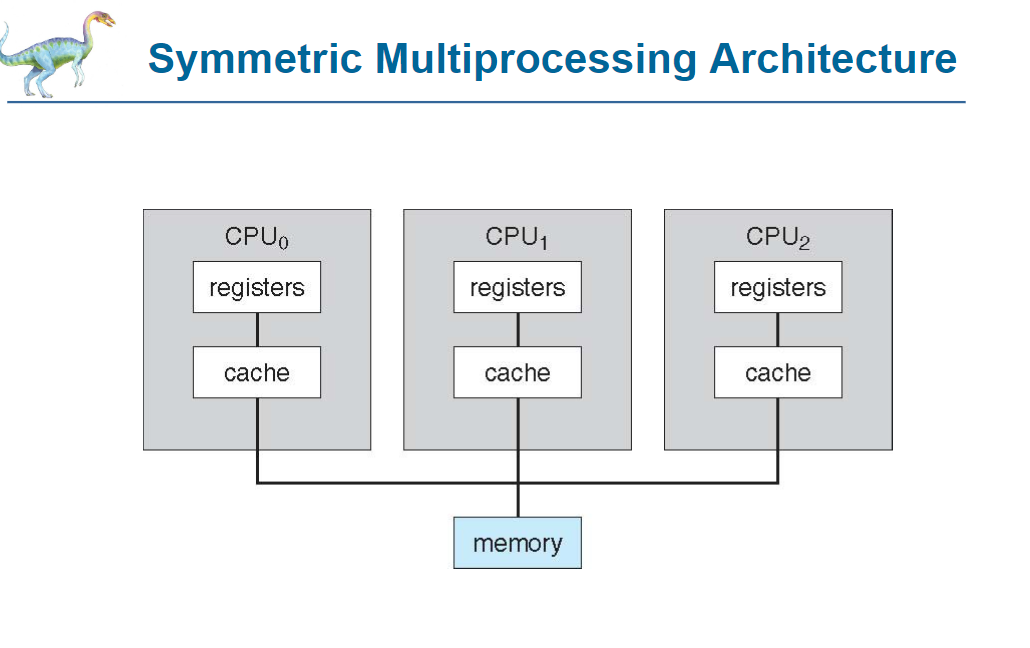 Symmetric Multiprocessing Architecture
CPU₀ CPU₁ CPU₂
registers registers registers
cache cache cache
memory